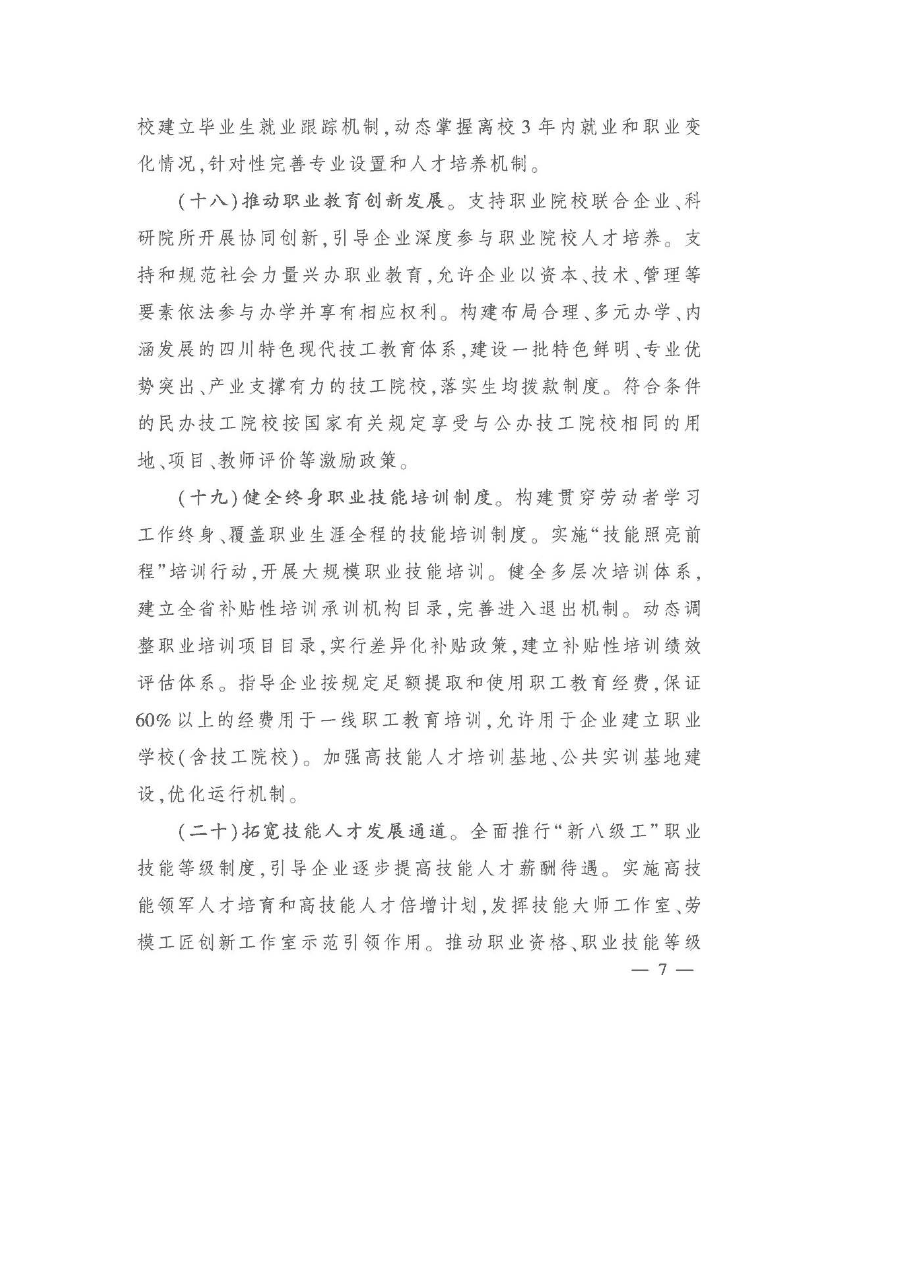 校建立毕业生就业跟踪机制,动态掌握离校3年内就业和职业变
化情况,针对性完善专业设置和人才培养机制。
(十八)推动职业教育创新发展。支持职业院校联合企业、科
研院所开展协同创新,引导企业深度参与职业院校人才培养。支
持和规范社会力量兴办职业教育,允许企业以资本、技术、管理等
要素依法参与办学并享有相应权利。构建布局合理、多元办学、内
涵发展的四川特色现代技工教育体系,建设一批特色鲜明、专业优
势突出、产业支撑有力的技工院校,落实生均拨款制度。符合条件
的民办技工院校按国家有关规定享受与公办技工院校相同的用
地、项目、教师评价等激励政策。
(十九)健全终身职业技能培训制度。构建贯穿劳动者学习
工作终身、覆盖职业生涯全程的技能培训制度。实施“技能照亮前
程”培训行动,开展大规模职业技能培训。健全多层次培训体系,
建立全省补贴性培训承训机构目录,完善进入退出机制。动态调
整职业培训项目目录,实行差异化补贴政策,建立补贴性培训绩效
评估体系。指导企业按规定足额提取和使用职工教育经费,保证
60%以上的经费用于一线职工教育培训,允许用于企业建立职业
学校(含技工院校)。加强高技能人才培训基地、公共实训基地建
设,优化运行机制。
(二十)拓宽技能人才发展通道。全面推行“新八级工”职业
技能等级制度,引导企业逐步提高技能人才薪酬待遇。实施高技
能领军人才培育和高技能人才倍增计划,发挥技能大师工作室、劳
模工匠创新工作室示范引领作用。推动职业资格、职业技能等级
— 7 —